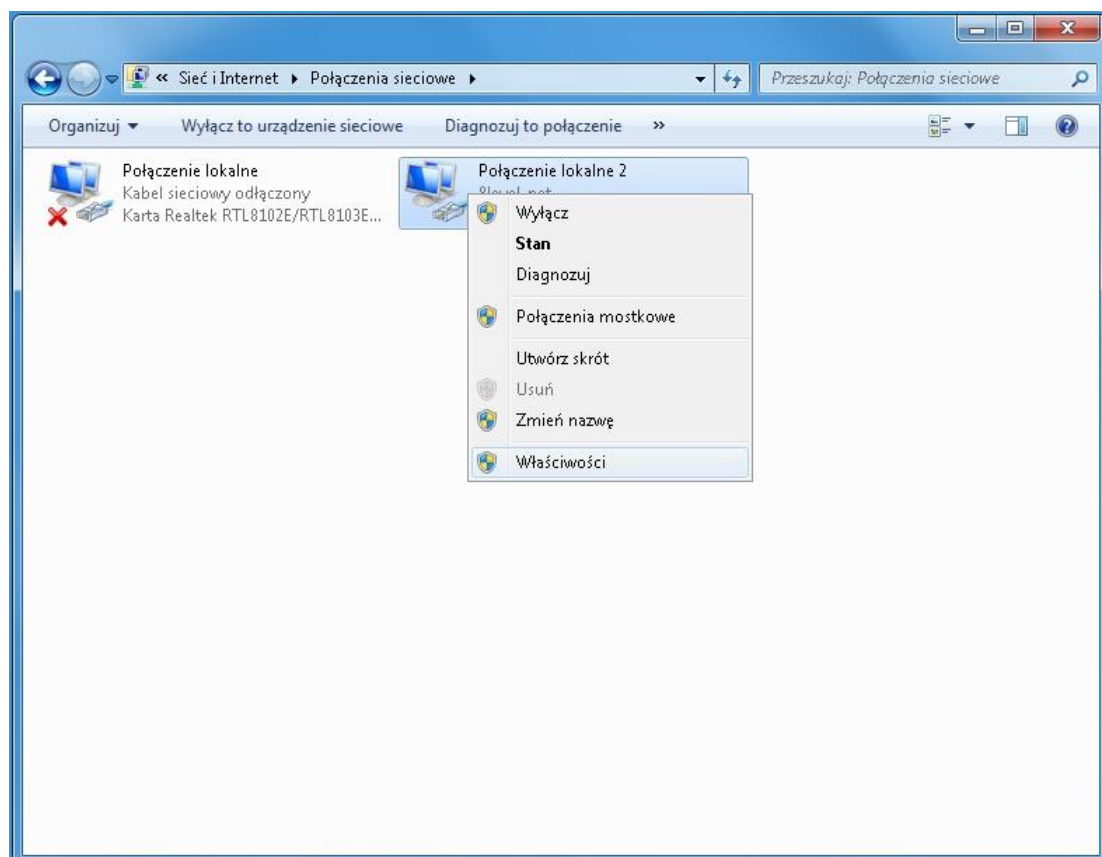 « Sieć i Internet ▸ Połączenia sieciowe ▸
Przeszukaj: Połączenia sieciowe
Organizuj Wyłącz to urządzenie sieciowe Diagnozuj to połączenie »
Połączenie lokalne
Kabel sieciowy odłączony
Karta Realtek RTL8102E/RTL8103E...
Połączenie lokalne 2
Wyłącz
Stan
Diagnozuj
Połączenia mostkowe
Utwórz skrót
Usuń
Zmień nazwę
Właściwości